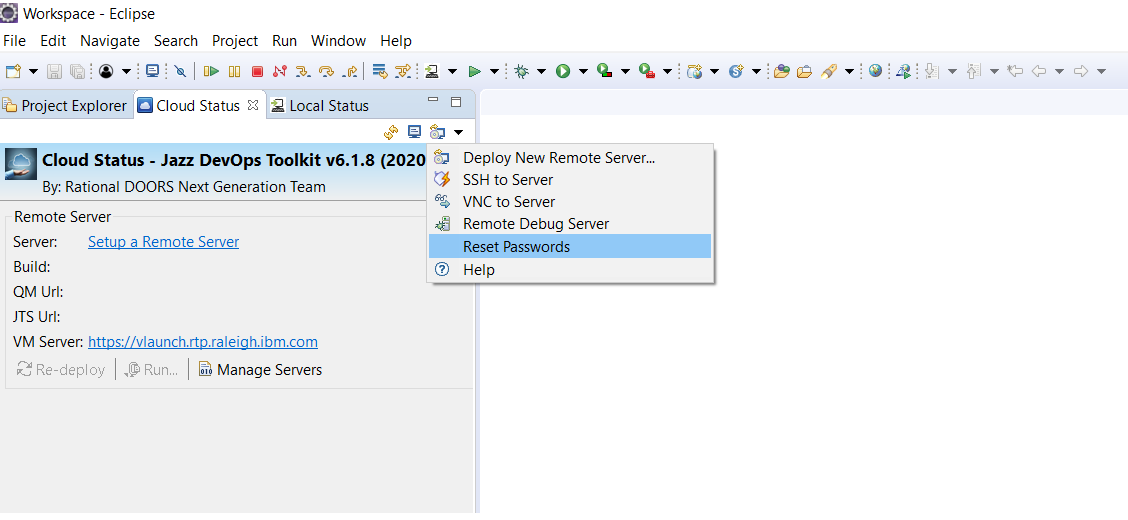 Workspace - Eclipse
File Edit Navigate Search Project Run Window Help
Project Explorer Cloud Status Local Status
Cloud Status - Jazz DevOps Toolkit v6.1.8 (2020
By: Rational DOORS Next Generation Team
Remote Server
Server: Setup a Remote Server
Build:
QM Url:
JTS Url:
VM Server: https://vlaunch.rtp.raleigh.ibm.com
Re-deploy Run... Manage Servers
Deploy New Remote Server...
SSH to Server
VNC to Server
Remote Debug Server
Reset Passwords
Help